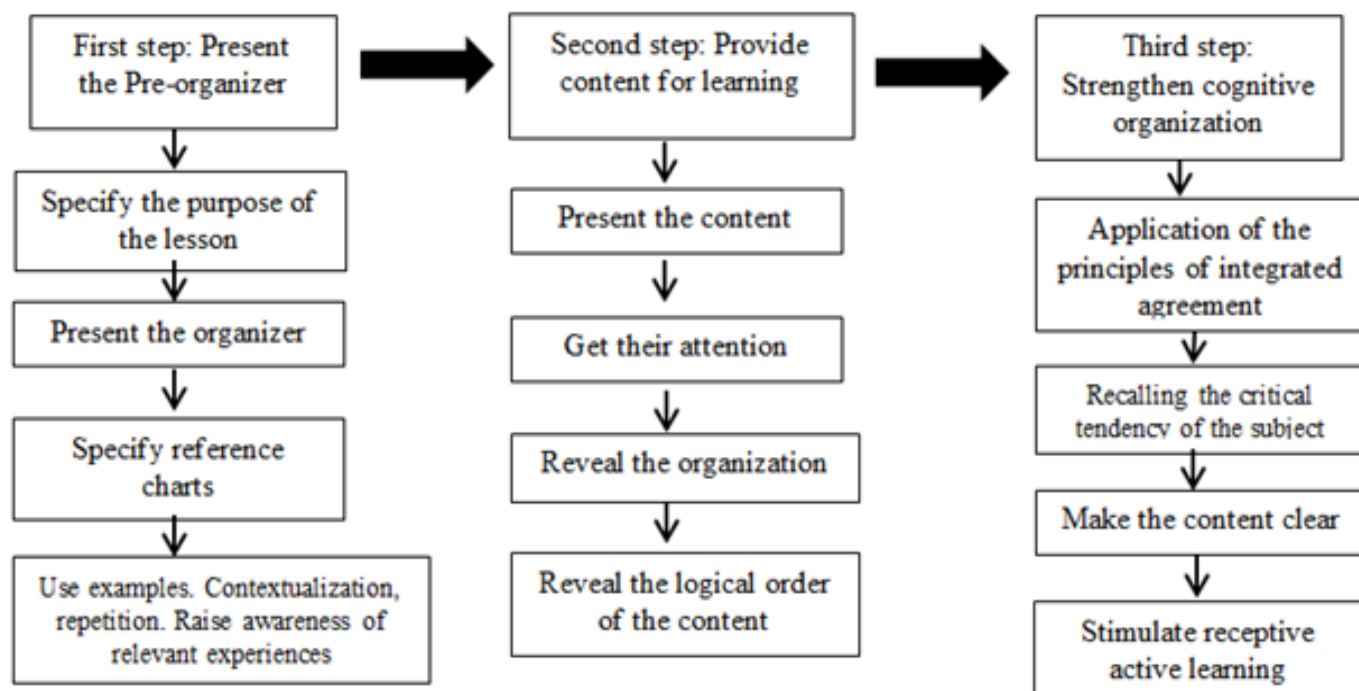 First step: Present
the Pre-organizer
Specify the purpose of
the lesson
Present the organizer
Specify reference
charts
Use examples. Contextualization,
repetition. Raise awareness of
relevant experiences
Second step: Provide
content for learning
Present the content
Get their attention
Reveal the organization
Reveal the logical order
of the content
Third step:
Strengthen cognitive
organization
Application of the
principles of integrated
agreement
Recalling the critical
tendency of the subject
Make the content clear
Stimulate receptive
active learning